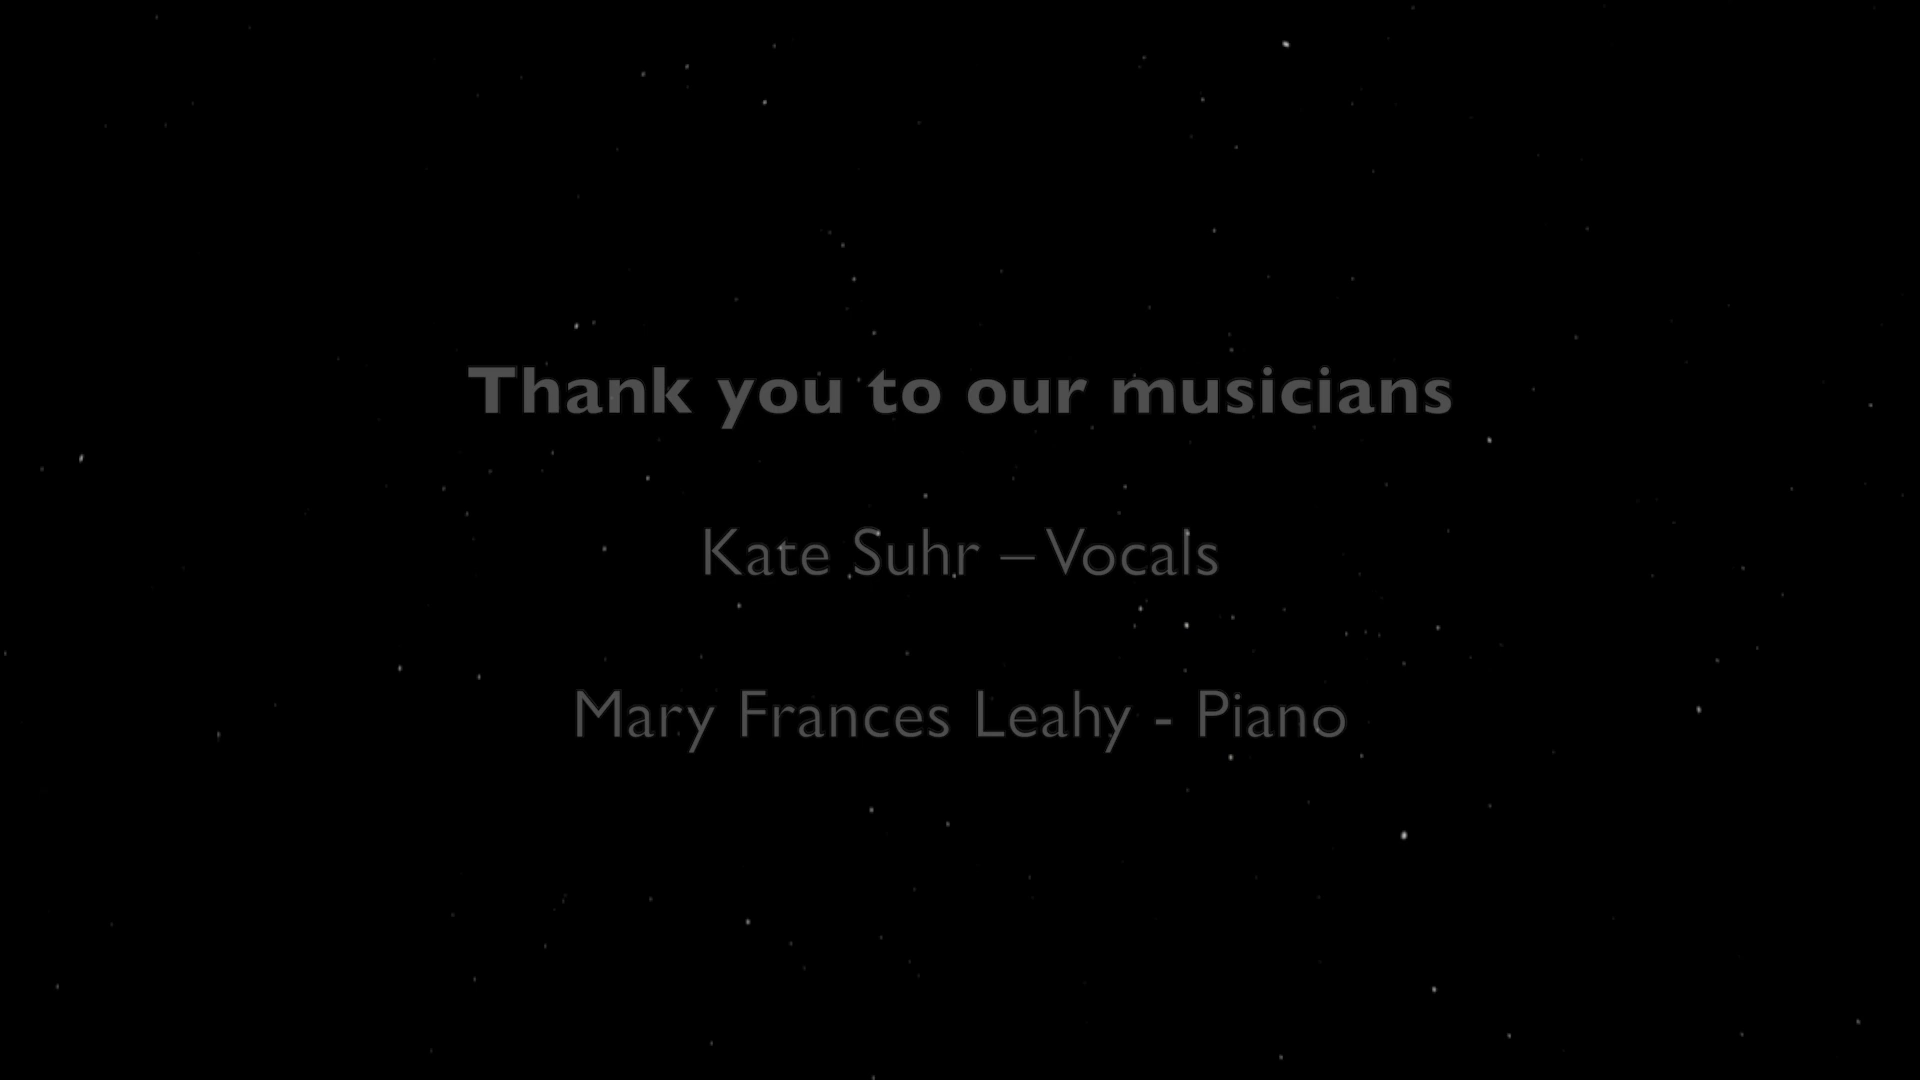 Thank you to our musicians
Kate Suhr – Vocals
Mary Frances Leahy - Piano